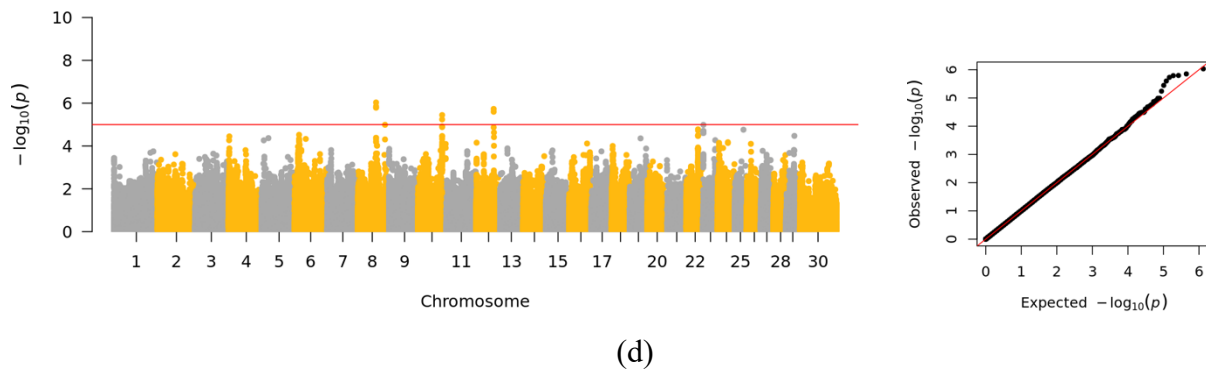 10
8
6
4
2
0
− log10(p)
1 2 3 4 5 6 7 8 9 11 13 15 17 20 22 25 28 30
Chromosome
6
5
4
3
2
1
0
Observed −log10(p)
0 1 2 3 4 5 6
Expected −log10(p)
(d)